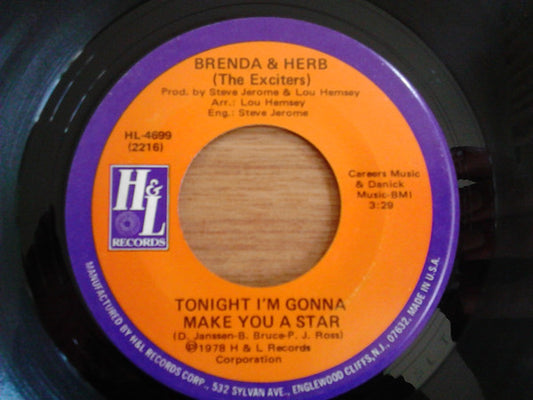 BRENDA & HERB
(The Exciters)
Prod. by Steve Jerome & Lou Hemsey
Arr.: Lou Hemsey
Eng.: Steve Jerome
HL-4699
(2216)
H&L
RECORDS
Careers Music
& Danick
Music-BMI
3:29
TONIGHT I'M GONNA
MAKE YOU A STAR
(D. Janssen-B. Bruce-P. J. Ross)
℗1978 H & L Records
Corporation
MANUFACTURED BY H&L RECORDS CORP., 532 SYLVAN AVE., ENGLEWOOD CLIFFS, N.J., 07632, MADE IN U.S.A.